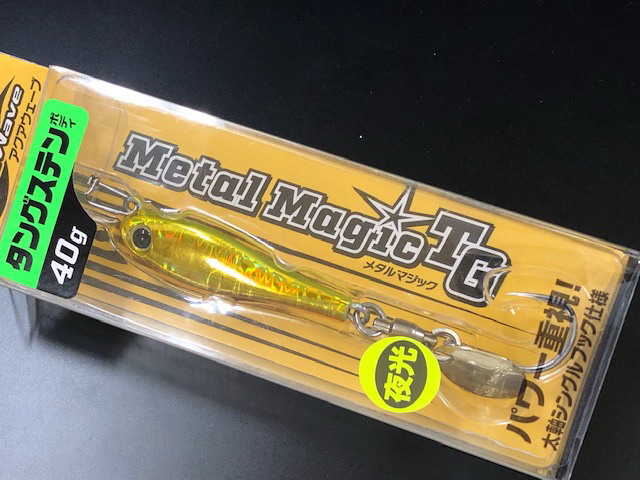 Wave
アクアウェーブ
タングステン
ボディ
40g
Metal Magic TG
メタルマジック
夜光
パワー重視！
太軸シングルフック仕様